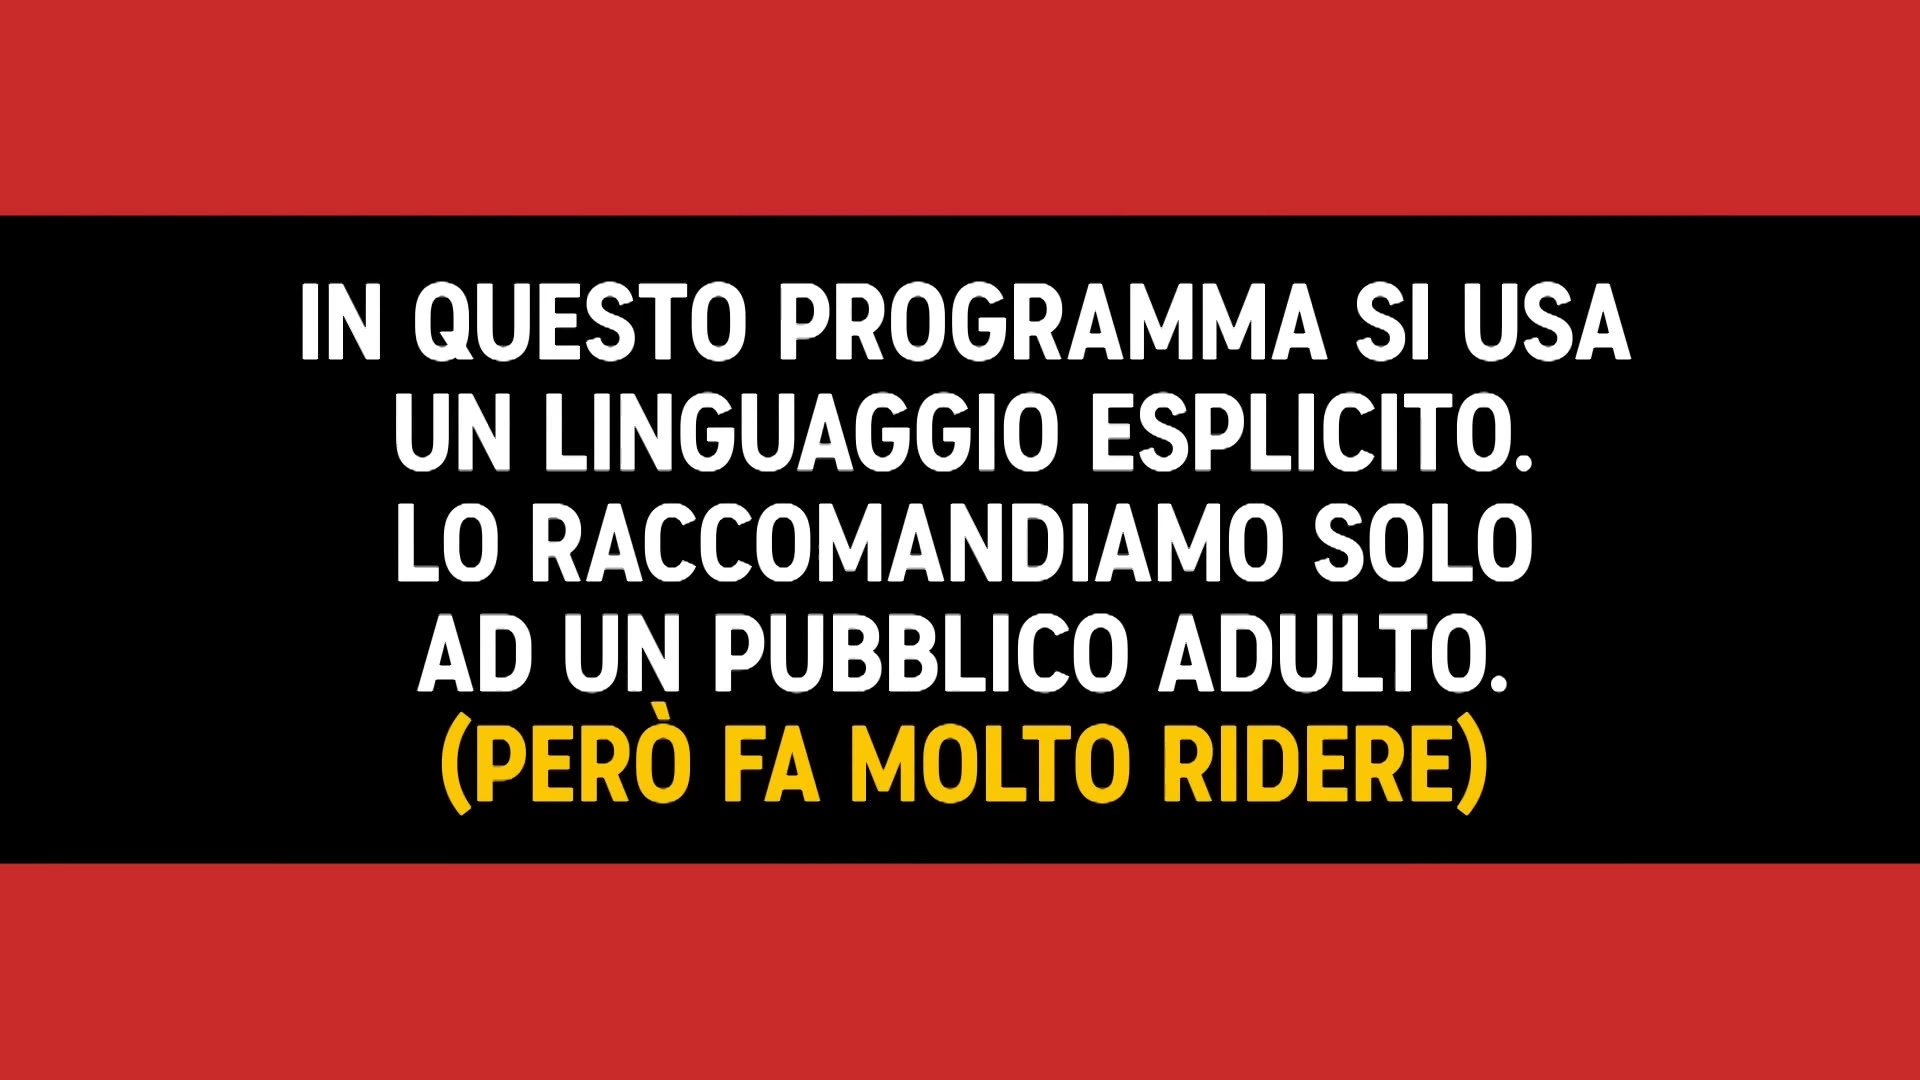 IN QUESTO PROGRAMMA SI USA
UN LINGUAGGIO ESPLICITO.
LO RACCOMANDIAMO SOLO
AD UN PUBBLICO ADULTO.
(PERÒ FA MOLTO RIDERE)